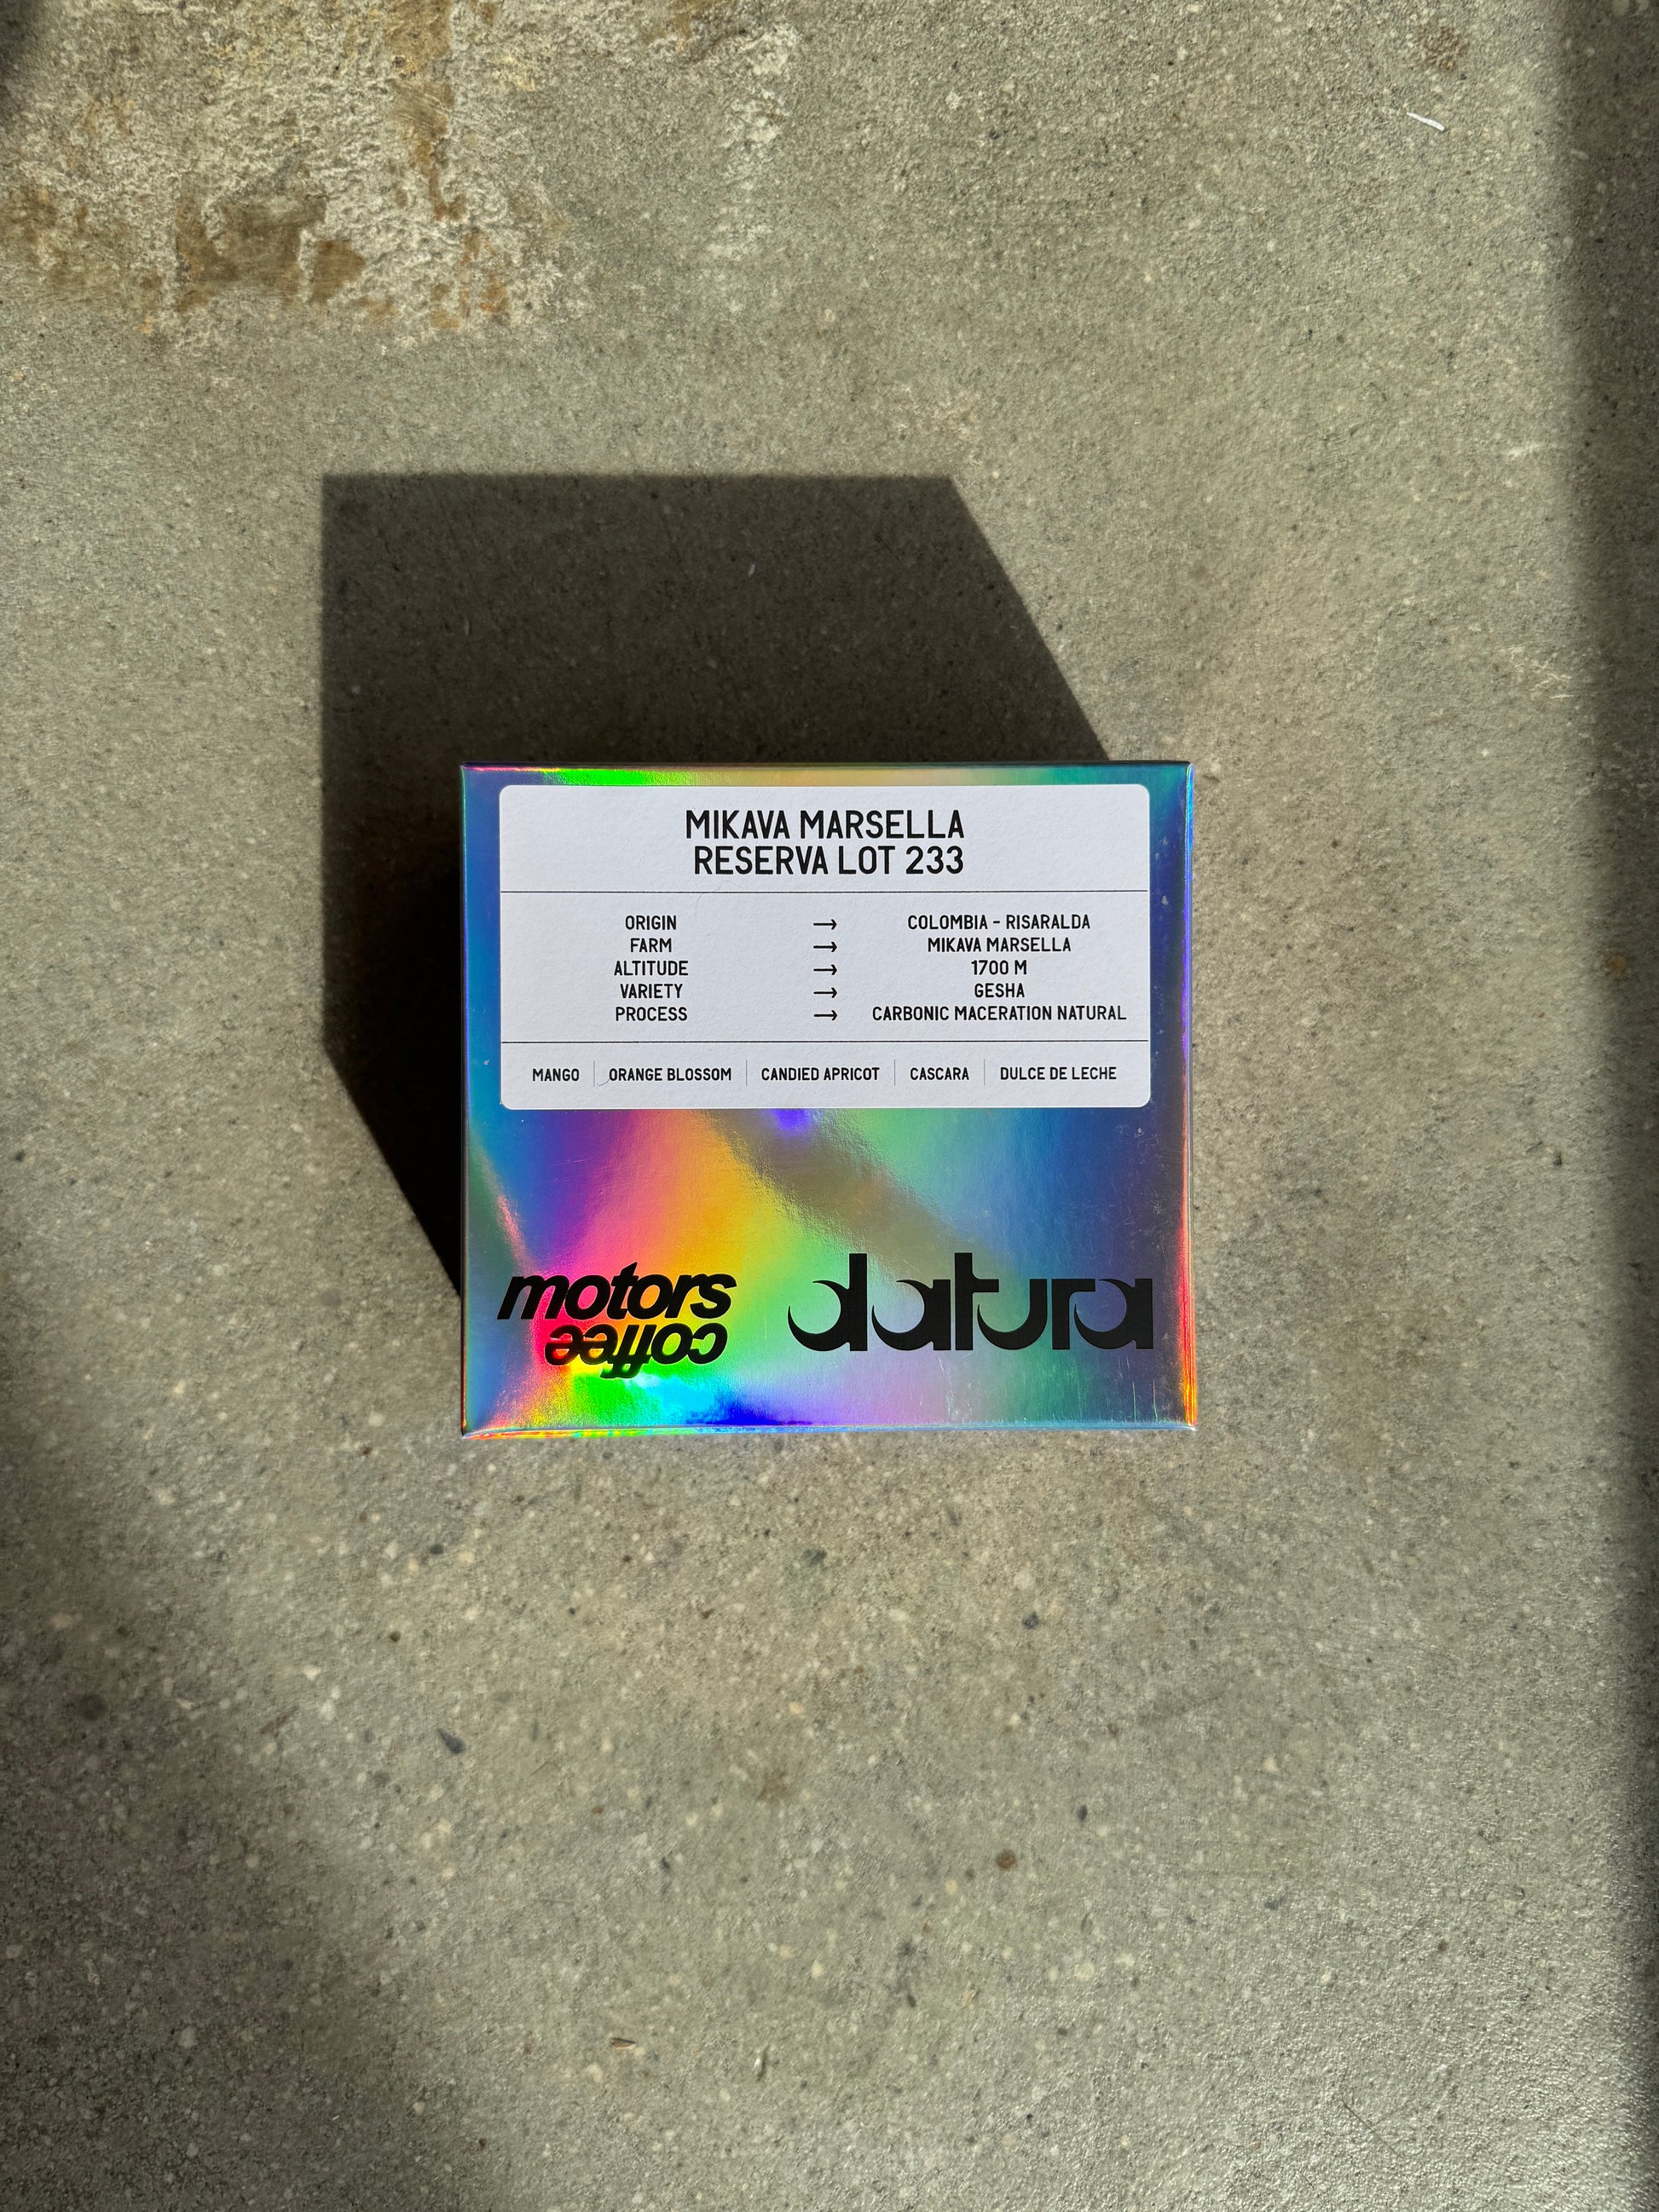 MIKAVA MARSELLA
RESERVA LOT 233
ORIGIN → COLOMBIA - RISARALDA
FARM → MIKAVA MARSELLA
ALTITUDE → 1700 M
VARIETY → GESHA
PROCESS → CARBONIC MACERATION NATURAL
MANGO | ORANGE BLOSSOM | CANDIED APRICOT | CASCARA | DULCE DE LECHE
motors
coffee
datura